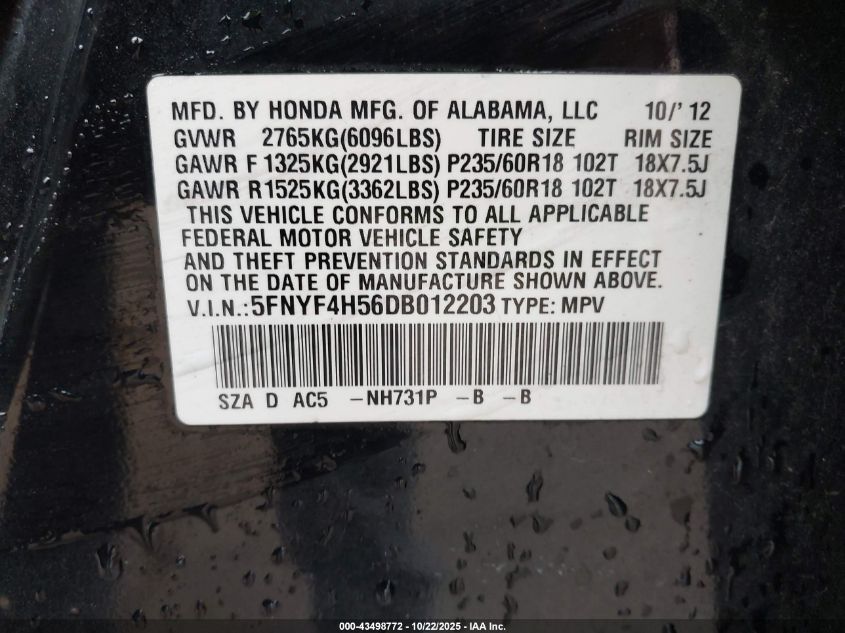 MFD. BY HONDA MFG. OF ALABAMA, LLC 10/' 12
GVWR 2765KG(6096LBS) TIRE SIZE RIM SIZE
GAWR F 1325KG(2921LBS) P235/60R18 102T 18X7.5J
GAWR R1525KG(3362LBS) P235/60R18 102T 18X7.5J
THIS VEHICLE CONFORMS TO ALL APPLICABLE
FEDERAL MOTOR VEHICLE SAFETY
AND THEFT PREVENTION STANDARDS IN EFFECT
ON THE DATE OF MANUFACTURE SHOWN ABOVE.
V.I.N.:5FNYF4H56DB012203 TYPE: MPV
SZA D AC5 -NH731P -B -B
000-43498772 - 10/22/2025 - IAA Inc.